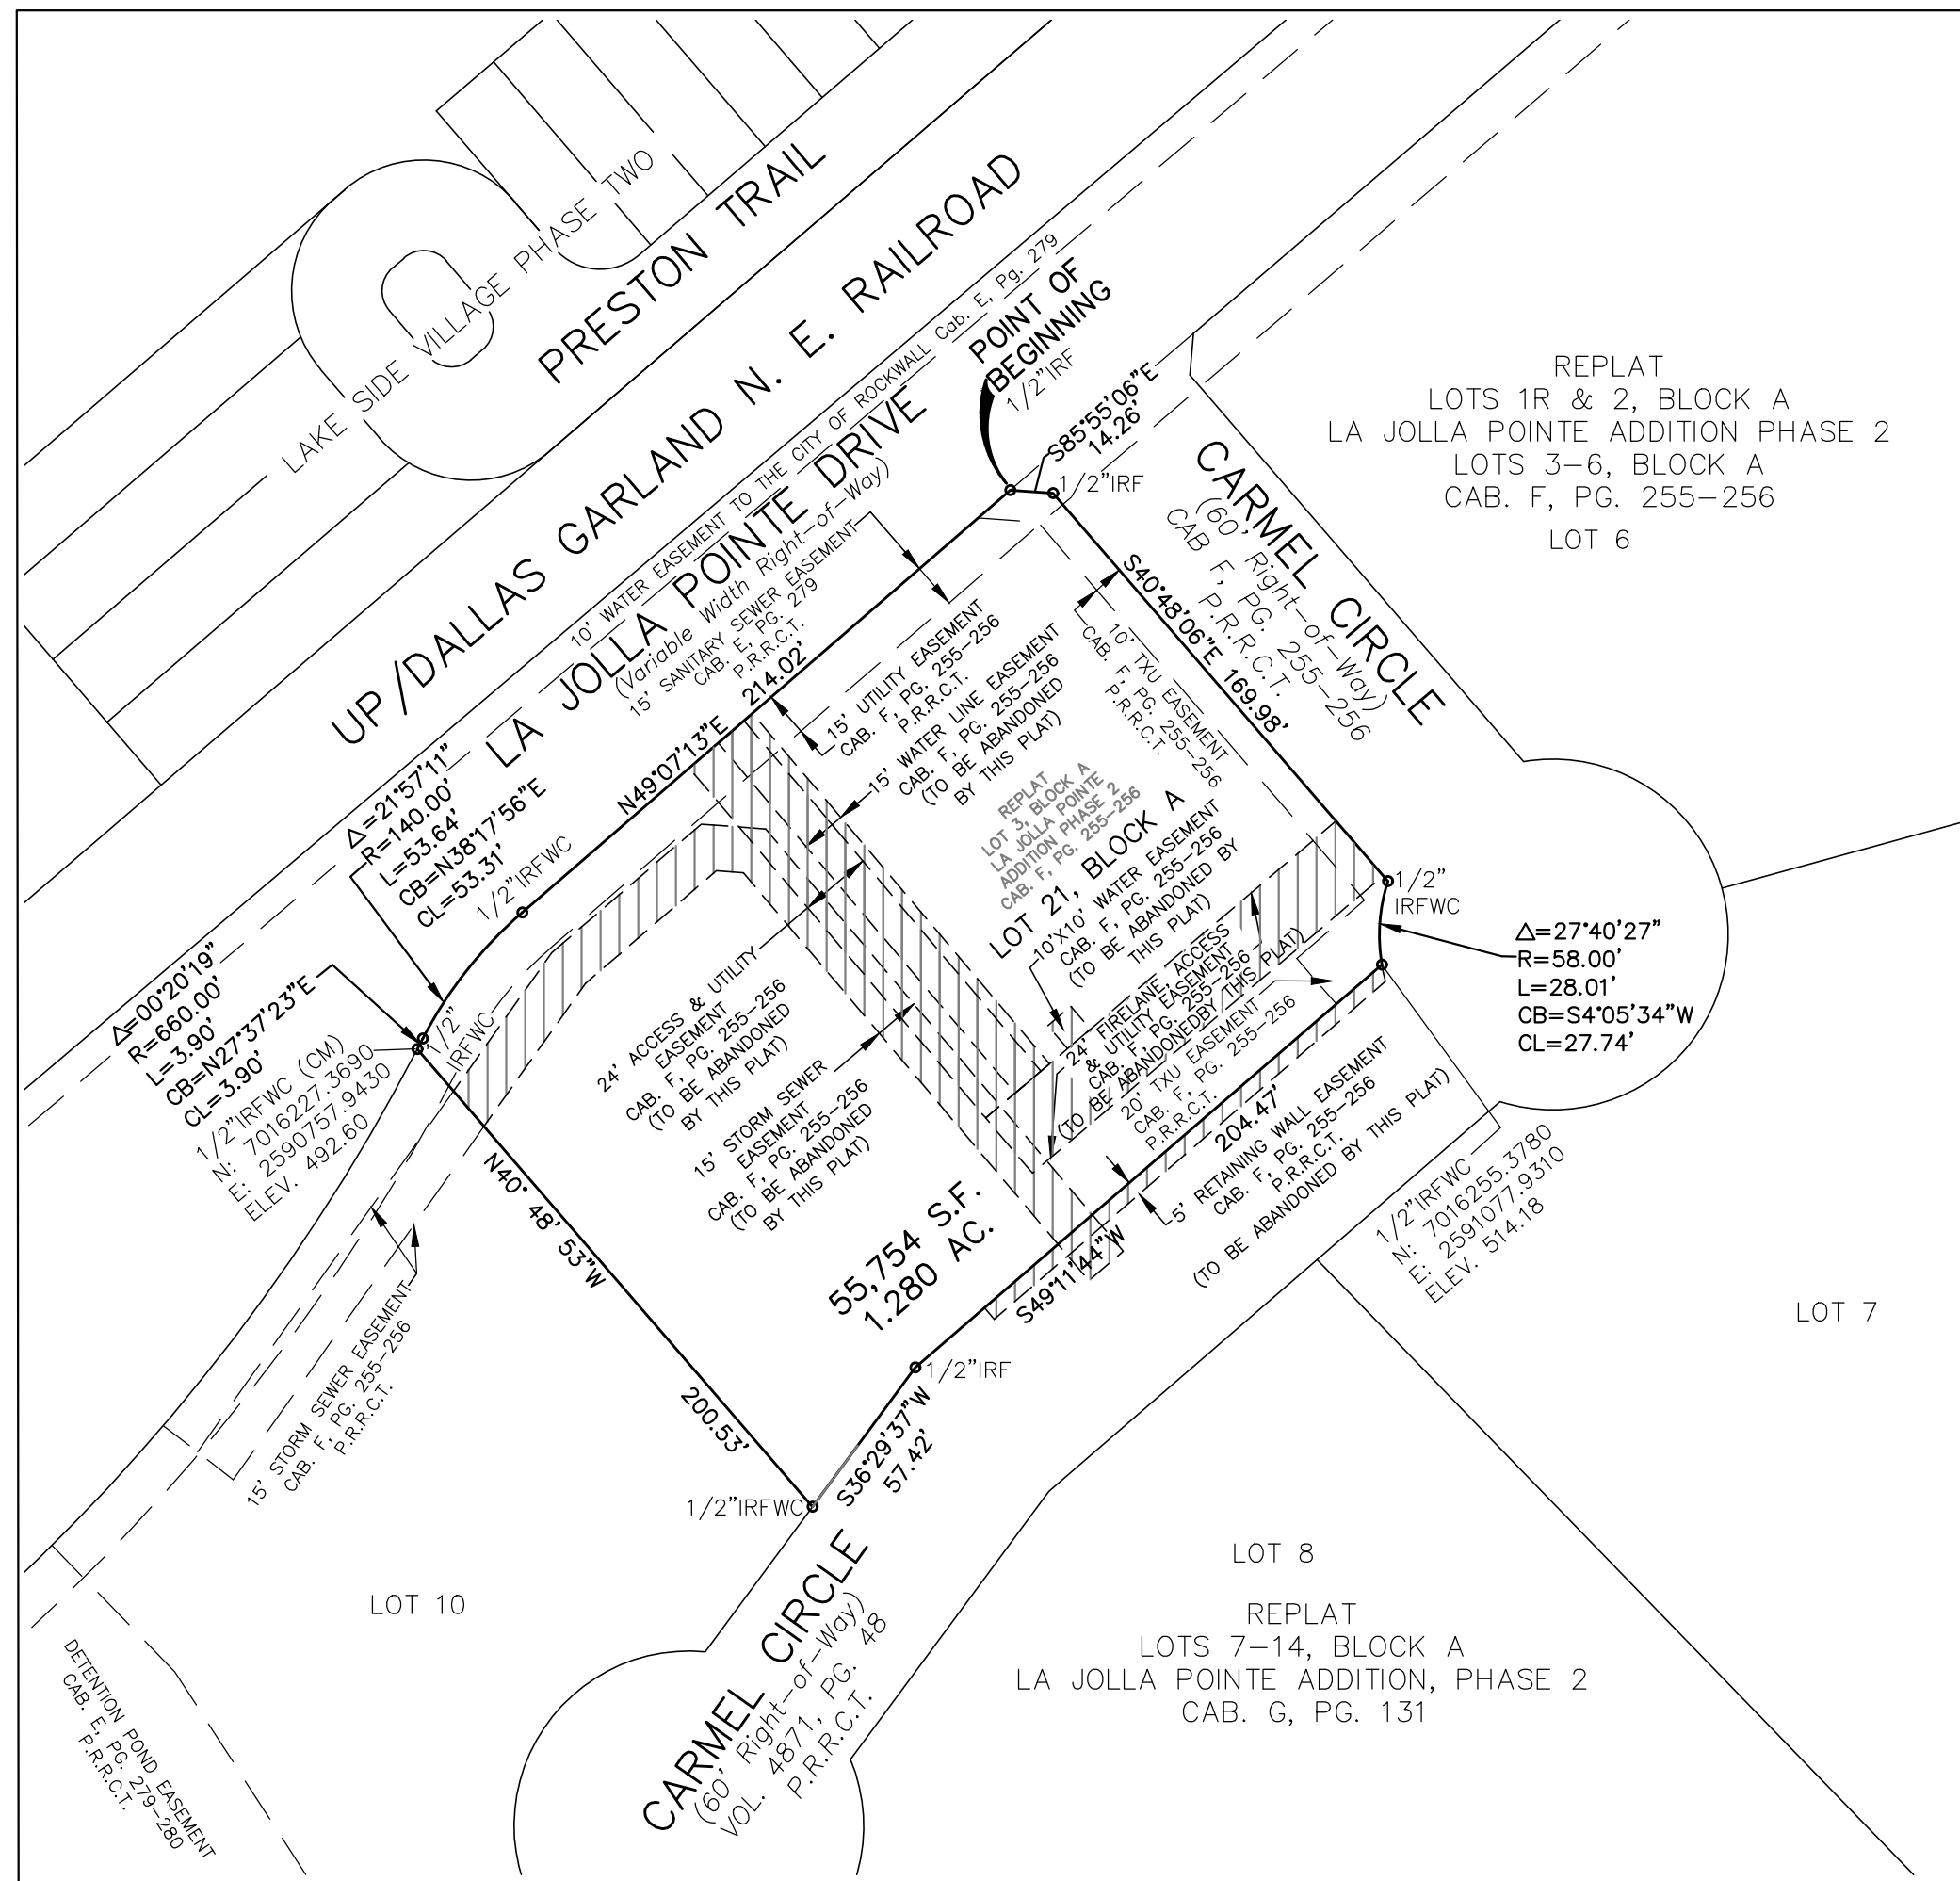 LAKE SIDE VILLAGE PHASE TWO
PRESTON TRAIL
UP/DALLAS GARLAND N. E. RAILROAD
10' WATER EASEMENT TO THE CITY OF ROCKWALL Cab. E, Pg. 279
LA JOLLA POINTE DRIVE
(Variable Width Right-of-Way)
15' SANITARY SEWER EASEMENT
CAB. E, PG. 279
P.R.R.C.T.
POINT OF
BEGINNING
1/2"IRF
S85°55'06"E
14.26'
1/2"IRF
REPLAT
LOTS 1R & 2, BLOCK A
LA JOLLA POINTE ADDITION PHASE 2
LOTS 3-6, BLOCK A
CAB. F, PG. 255-256
LOT 6
CARMEL CIRCLE
(60' Right-of-Way)
CAB F, PG. 255-256
P.R.R.C.T.
S40°48'06"E 169.98'
10' TXU EASEMENT
CAB. F, PG. 255-256
P.R.R.C.T.
N49°07'13"E 214.02'
15' UTILITY EASEMENT
CAB. F, PG. 255-256
P.R.R.C.T.
15' WATER LINE EASEMENT
CAB. F, PG. 255-256
(TO BE ABANDONED
BY THIS PLAT)
REPLAT
LOT 3, BLOCK A
LA JOLLA POINTE
ADDITION PHASE 2
CAB. F, PG. 255-256
LOT 21, BLOCK A
10'X10' WATER EASEMENT
CAB. F, PG. 255-256
(TO BE ABANDONED BY
THIS PLAT)
24' FIRELANE, ACCESS
& UTILITY EASEMENT
CAB. F, PG. 255-256
(TO BE ABANDONEDBY THIS PLAT)
20' TXU EASEMENT
CAB. F, PG. 255-256
P.R.R.C.T.
1/2"
IRFWC
Δ=27°40'27"
R=58.00'
L=28.01'
CB=S4°05'34"W
CL=27.74'
Δ=21°57'11"
R=140.00'
L=53.64'
CB=N38°17'56"E
CL=53.31'
1/2"IRFWC
Δ=00°20'19"
R=660.00'
L=3.90'
CB=N27°37'23"E
CL=3.90'
1/2"IRFWC (CM)
N: 7016227.3690
E: 2590757.9430
ELEV. 492.60
1/2"
IRFWC
24' ACCESS & UTILITY
EASEMENT
CAB. F, PG. 255-256
(TO BE ABANDONED
BY THIS PLAT)
15' STORM SEWER
EASEMENT
CAB. F, PG. 255-256
(TO BE ABANDONED
BY THIS PLAT)
55,754 S.F.
1.280 AC.
S49°11'44"W
204.47'
5' RETAINING WALL EASEMENT
CAB. F, PG. 255-256
P.R.R.C.T.
(TO BE ABANDONED BY THIS PLAT)
1/2"IRFWC
N: 7016255.3780
E: 2591077.9310
ELEV. 514.18
LOT 7
N40° 48' 53"W
200.53'
15' STORM SEWER EASEMENT
CAB. F, PG. 255-256
P.R.R.C.T.
1/2"IRF
S36°29'37"W
57.42'
1/2"IRFWC
LOT 10
DETENTION POND EASEMENT
CAB. E, PG. 279-280
P.R.R.C.T.
CARMEL CIRCLE
(60' Right-of-Way)
VOL. 4871, PG. 48
P.R.R.C.T.
LOT 8
REPLAT
LOTS 7-14, BLOCK A
LA JOLLA POINTE ADDITION, PHASE 2
CAB. G, PG. 131